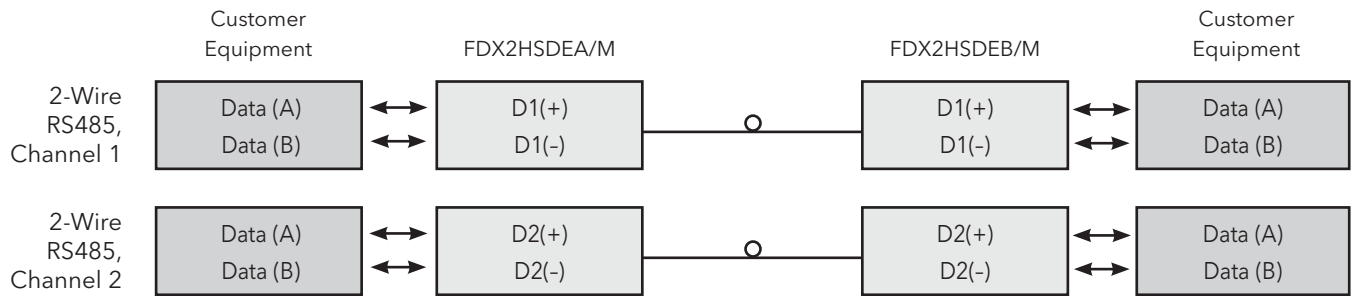 Customer
Equipment
FDX2HSDEA/M
FDX2HSDEB/M
Customer
Equipment
2-Wire
RS485,
Channel 1
Data (A)
Data (B)
D1(+)
D1(–)
D1(+)
D1(–)
Data (A)
Data (B)
2-Wire
RS485,
Channel 2
Data (A)
Data (B)
D2(+)
D2(–)
D2(+)
D2(–)
Data (A)
Data (B)